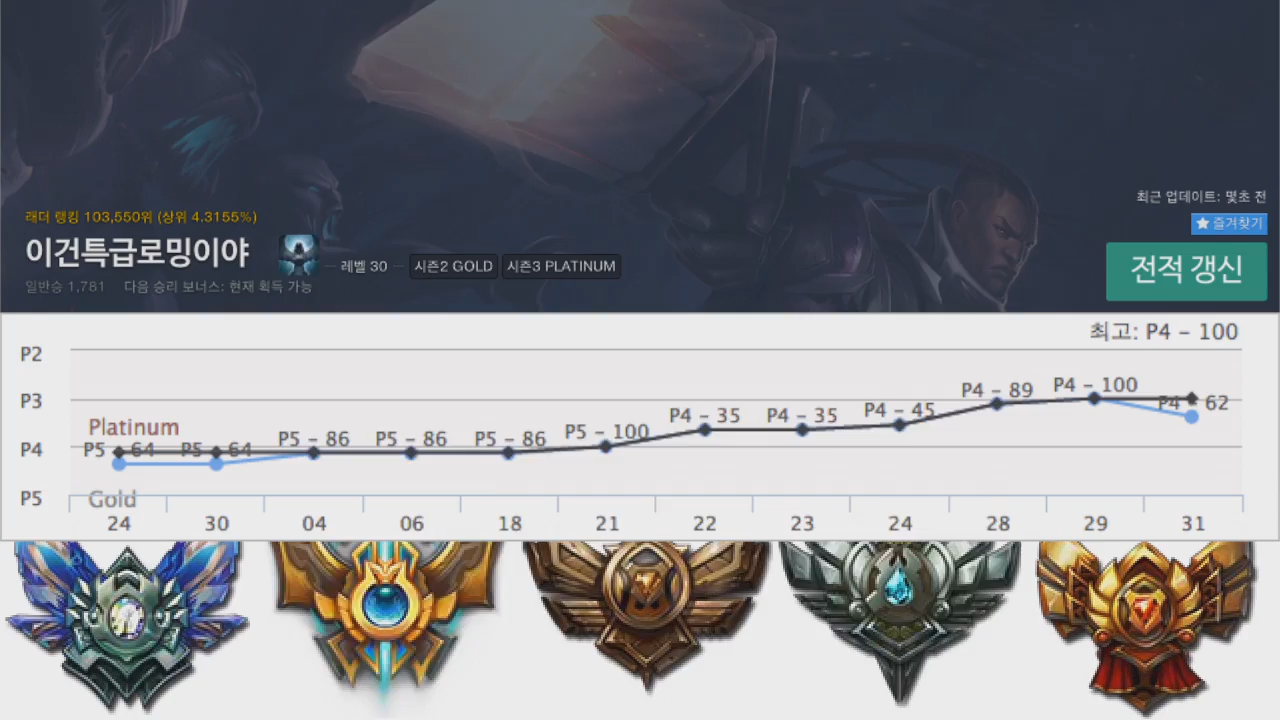 최근 업데이트: 몇초 전
즐겨찾기
래더 랭킹 103,550위 (상위 4.3155%)
이건특급로밍이야
레벨 30
시즌2 GOLD
시즌3 PLATINUM
전적 갱신
일반승 1,781 다음 승리 보너스: 현재 획득 가능
최고: P4 - 100
P2
P3
P4
P5
Platinum
Gold
P5 - 64
P5 - 64
P5 - 86
P5 - 86
P5 - 86
P5 - 100
P4 - 35
P4 - 35
P4 - 45
P4 - 89
P4 - 100
P4 - 62
24 30 04 06 18 21 22 23 24 28 29 31